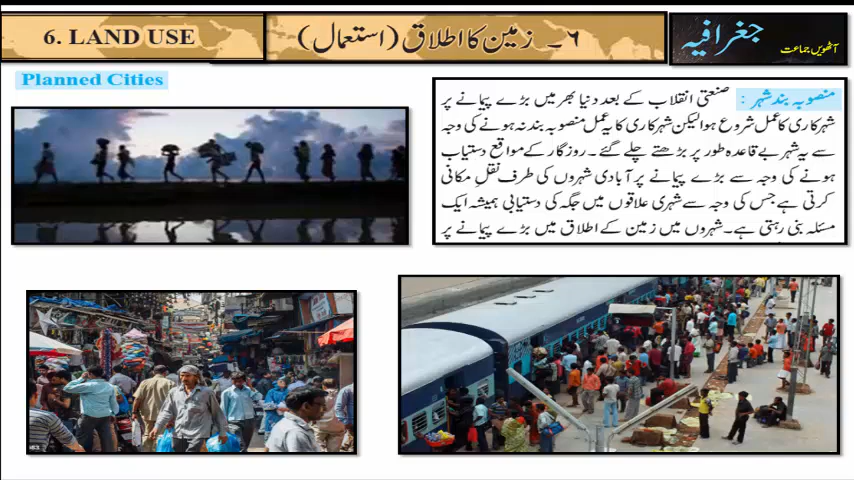 6. LAND USE
۶۔ زمین کا اطلاق (استعمال)
جغرافیہ
آٹھویں جماعت
Planned Cities
منصوبہ بند شہر : صنعتی انقلاب کے بعد دنیا بھر میں بڑے پیمانے پر
شہر کاری کا عمل شروع ہوا لیکن شہر کاری کا یہ عمل منصوبہ بند نہ ہونے کی وجہ
سے یہ شہر بے قاعدہ طور پر بڑھتے چلے گئے۔ روزگار کے مواقع دستیاب
ہونے کی وجہ سے بڑے پیمانے پر آبادی شہروں کی طرف نقل مکانی
کرتی ہے جس کی وجہ سے شہری علاقوں میں جگہ کی دستیابی ہمیشہ ایک
مسئلہ بنی رہتی ہے۔ شہروں میں زمین کے اطلاق میں بڑے پیمانے پر